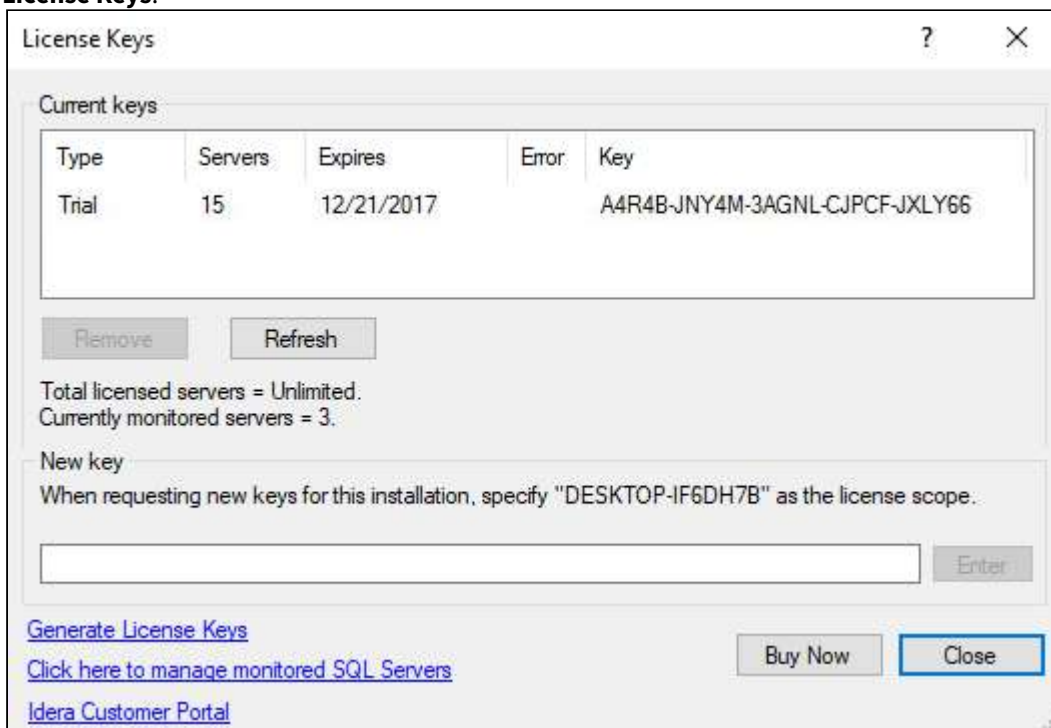 License Keys.
License Keys ? X
Current keys
Type Servers Expires Error Key
Trial 15 12/21/2017 A4R4B-JNY4M-3AGNL-CJPCF-JXLY66
Remove Refresh
Total licensed servers = Unlimited.
Currently monitored servers = 3.
New key
When requesting new keys for this installation, specify "DESKTOP-IF6DH7B" as the license scope.
Enter
Generate License Keys
Buy Now Close
Click here to manage monitored SQL Servers
Idera Customer Portal